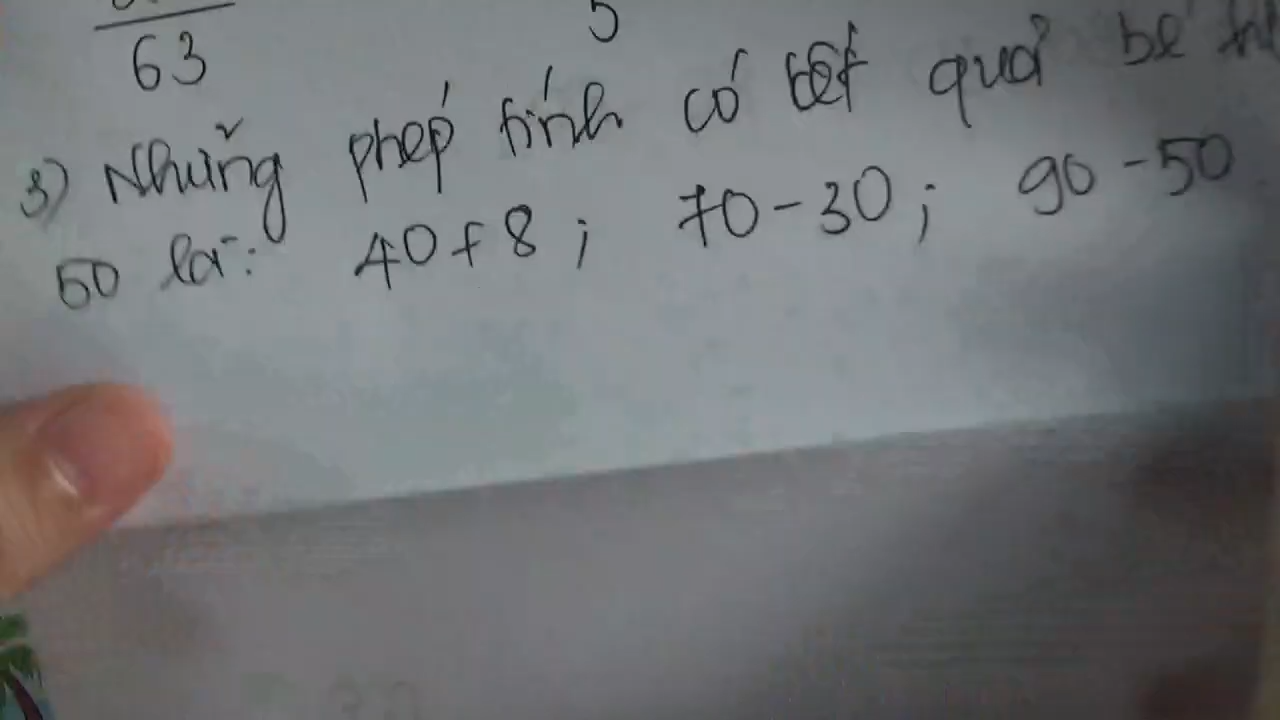 63
5
3) Những phép tính có kết quả bé
50 là: 40+8; 70-30; 90-50